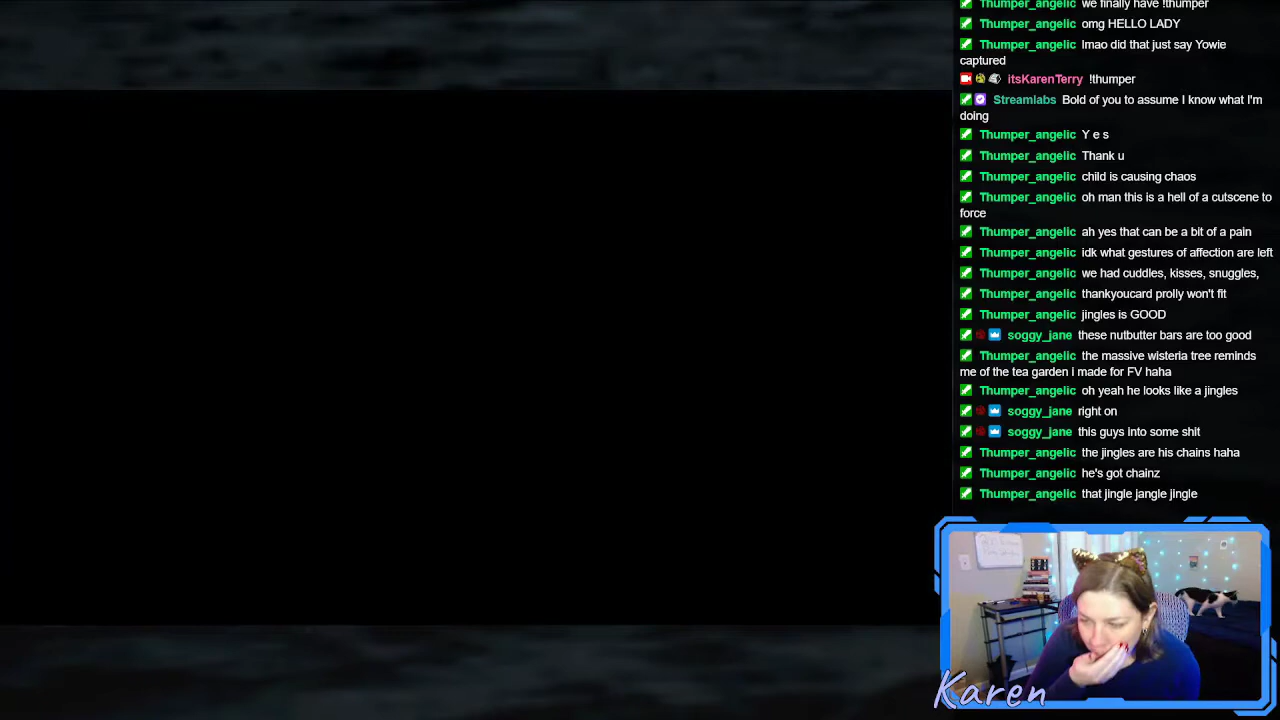 Thumper_angelic we finally have !thumper
Thumper_angelic omg HELLO LADY
Thumper_angelic lmao did that just say Yowie
captured
itsKarenTerry !thumper
Streamlabs Bold of you to assume I know what I'm
doing
Thumper_angelic Y e s
Thumper_angelic Thank u
Thumper_angelic child is causing chaos
Thumper_angelic oh man this is a hell of a cutscene to
force
Thumper_angelic ah yes that can be a bit of a pain
Thumper_angelic idk what gestures of affection are left
Thumper_angelic we had cuddles, kisses, snuggles,
Thumper_angelic thankyoucard prolly won't fit
Thumper_angelic jingles is GOOD
soggy_jane these nutbutter bars are too good
Thumper_angelic the massive wisteria tree reminds
me of the tea garden i made for FV haha
Thumper_angelic oh yeah he looks like a jingles
soggy_jane right on
soggy_jane this guys into some shit
Thumper_angelic the jingles are his chains haha
Thumper_angelic he's got chainz
Thumper_angelic that jingle jangle jingle
Karen